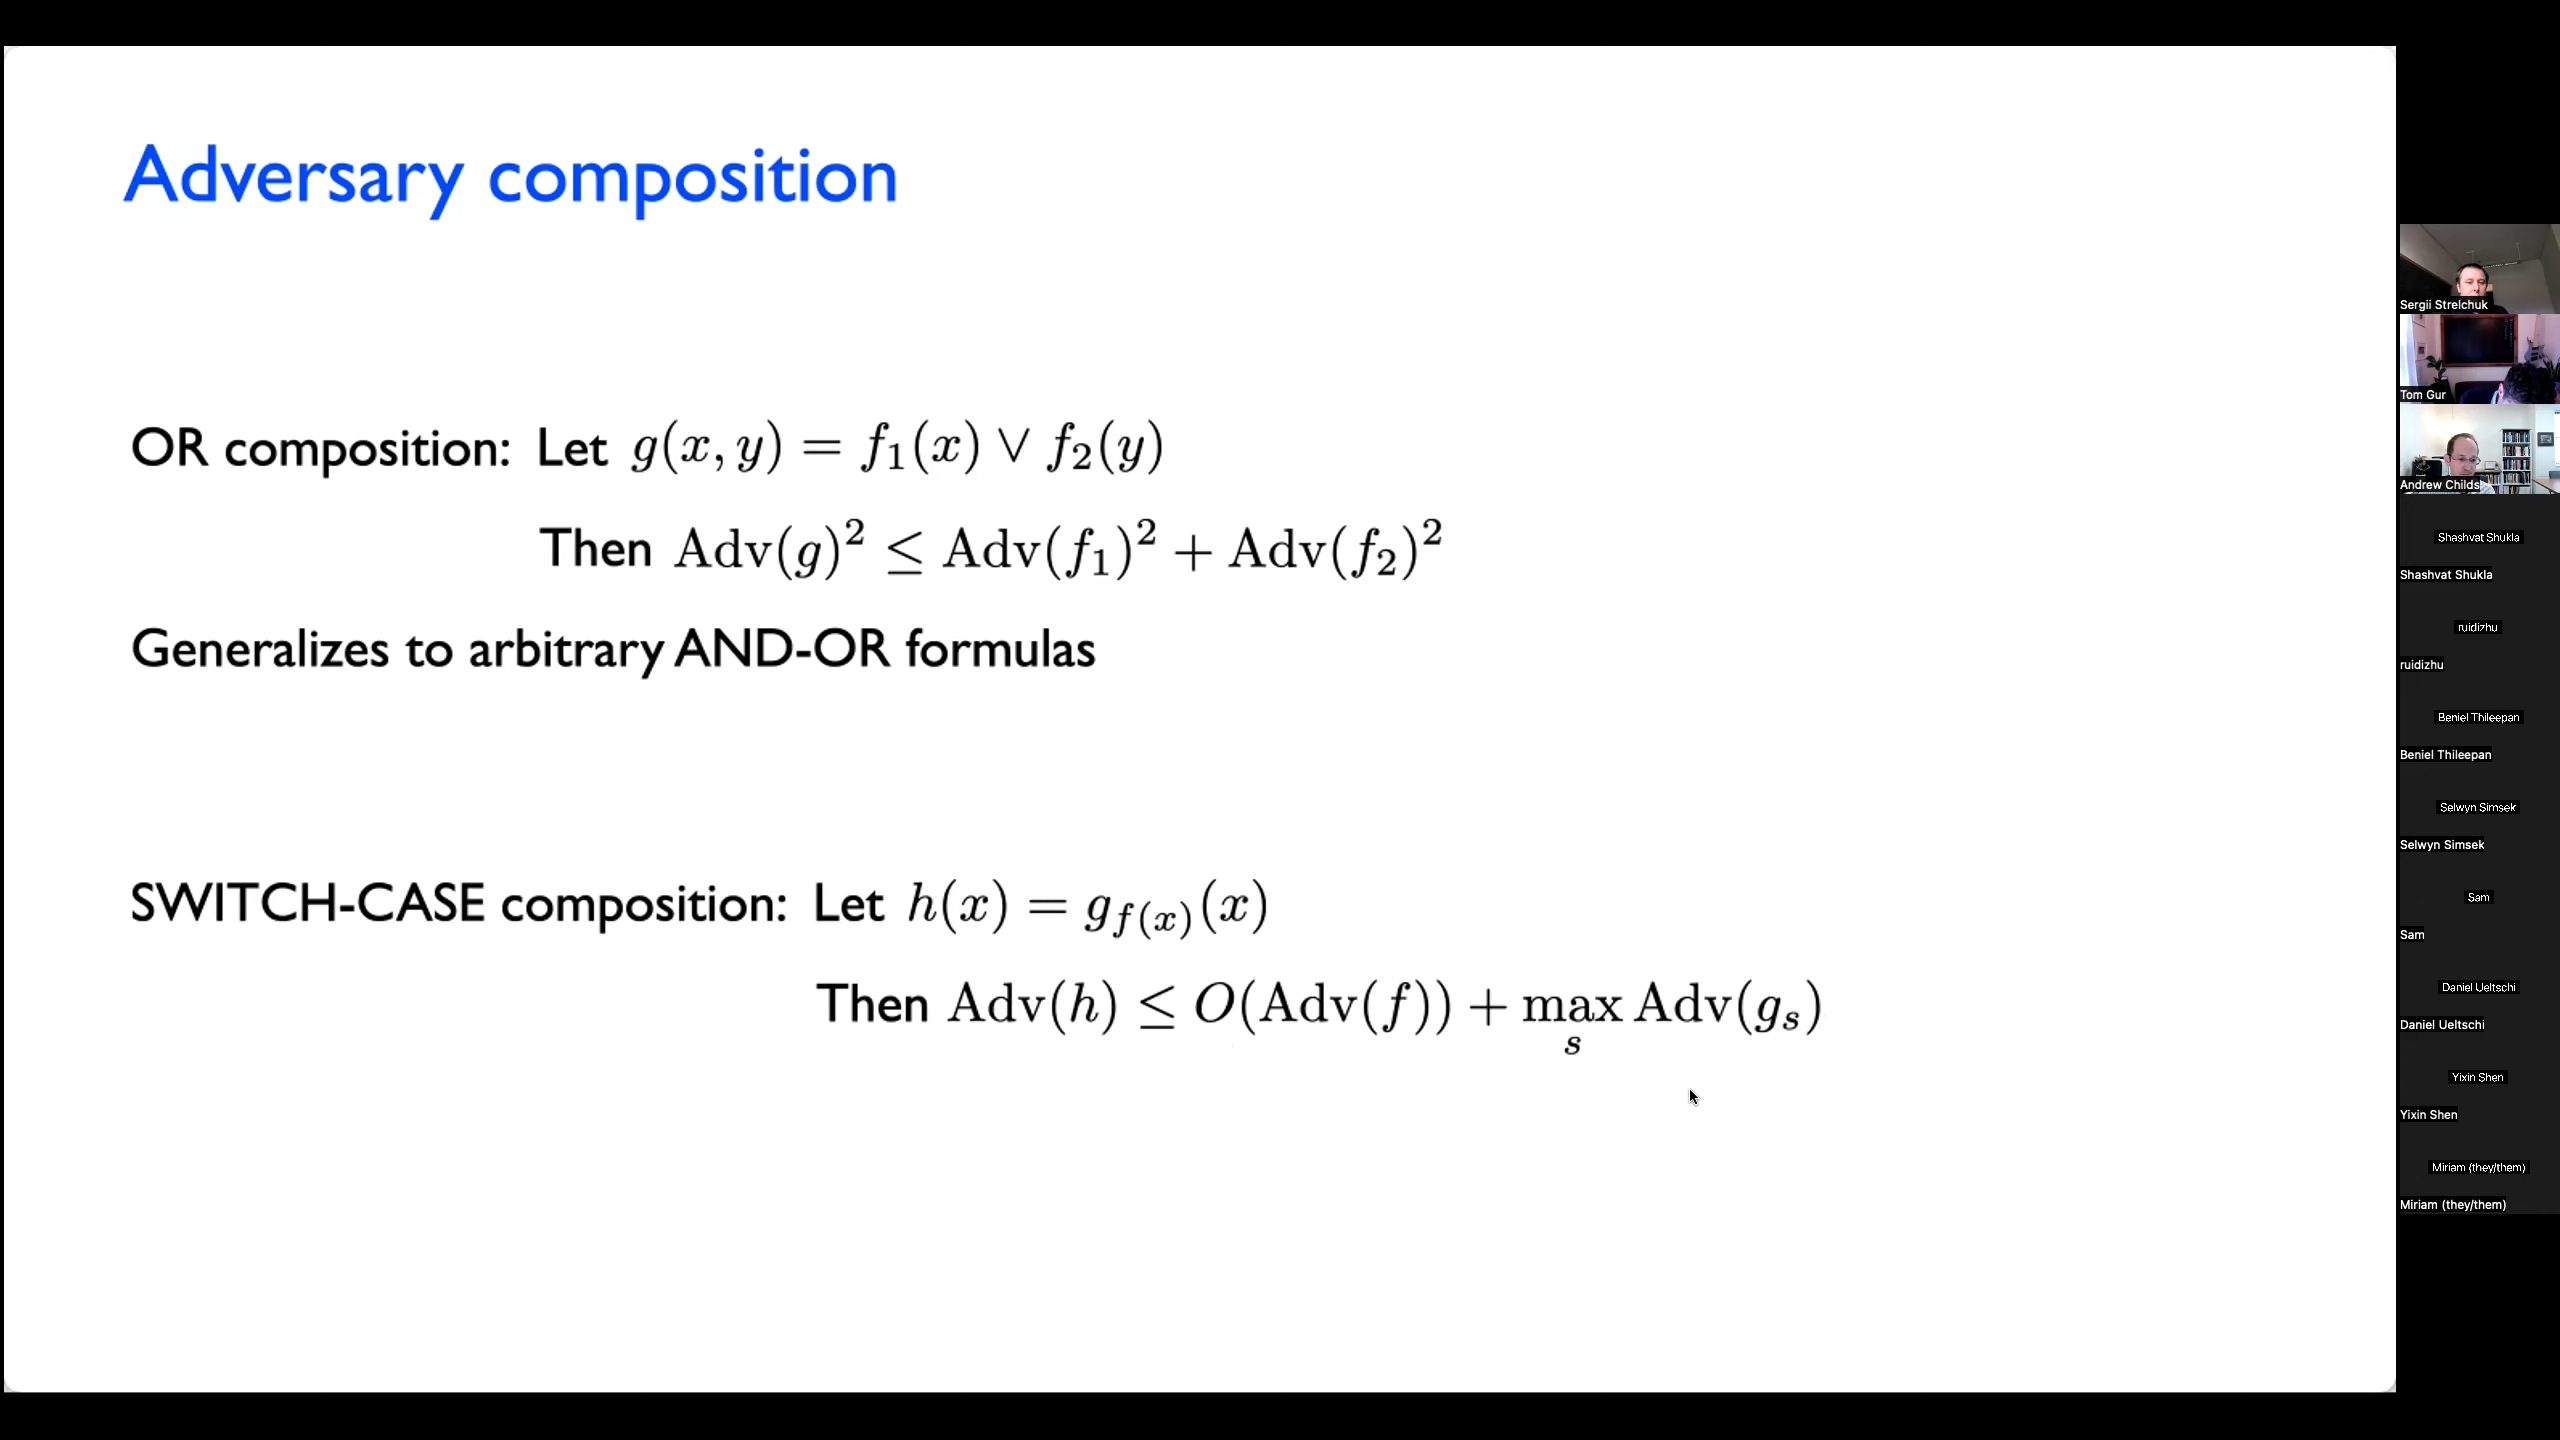 Adversary composition
OR composition: Let g(x, y) = f₁(x) ∨ f₂(y)
Then Adv(g)² ≤ Adv(f₁)² + Adv(f₂)²
Generalizes to arbitrary AND-OR formulas
SWITCH-CASE composition: Let h(x) = g_{f(x)}(x)
Then Adv(h) ≤ O(Adv(f)) + max_s Adv(g_s)
Sergii Strelchuk
Tom Gur
Andrew Childs
Shashvat Shukla
Shashvat Shukla
ruidizhu
ruidizhu
Beniel Thileepan
Beniel Thileepan
Selwyn Simsek
Selwyn Simsek
Sam
Sam
Daniel Ueltschi
Daniel Ueltschi
Yixin Shen
Yixin Shen
Miriam (they/them)
Miriam (they/them)